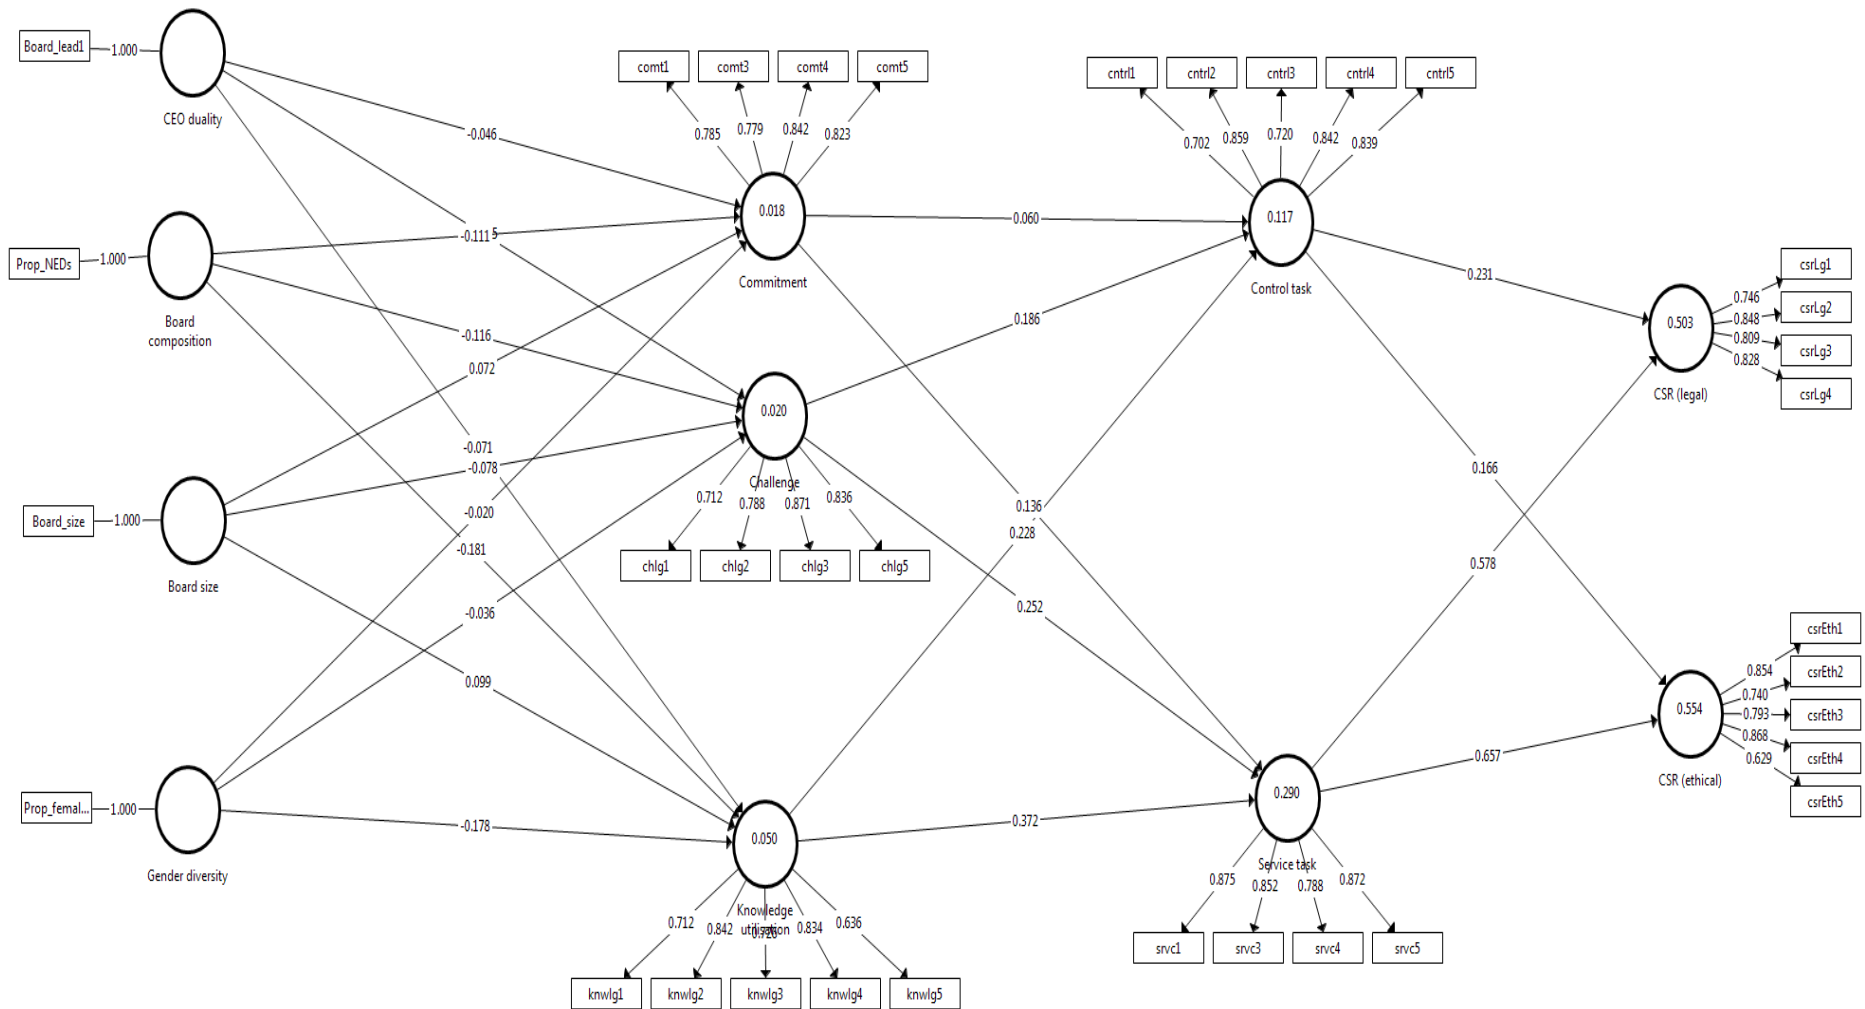 Board_lead1
1.000
CEO duality
Prop_NEDs
1.000
Board
composition
Board_size
1.000
Board size
Prop_femal...
1.000
Gender diversity
-0.046
-0.111
-0.116
0.072
-0.071
-0.078
-0.020
-0.181
-0.036
0.099
-0.178
comt1
comt3
comt4
comt5
0.785
0.779
0.842
0.823
0.018
Commitment
0.020
Challenge
0.712
0.788
0.871
0.836
chlg1
chlg2
chlg3
chlg5
0.050
Knowledge
utilisation
0.712
0.842
0.834
0.636
knwlg1
knwlg2
knwlg3
knwlg4
knwlg5
0.060
0.186
0.136
0.228
0.252
0.372
cntrl1
cntrl2
cntrl3
cntrl4
cntrl5
0.702
0.859
0.720
0.842
0.839
0.117
Control task
0.290
Service task
0.875
0.852
0.788
0.872
srvc1
srvc3
srvc4
srvc5
0.231
0.166
0.578
0.657
0.503
CSR (legal)
0.746
0.848
0.809
0.828
csrLg1
csrLg2
csrLg3
csrLg4
0.554
CSR (ethical)
0.854
0.740
0.793
0.868
0.629
csrEth1
csrEth2
csrEth3
csrEth4
csrEth5